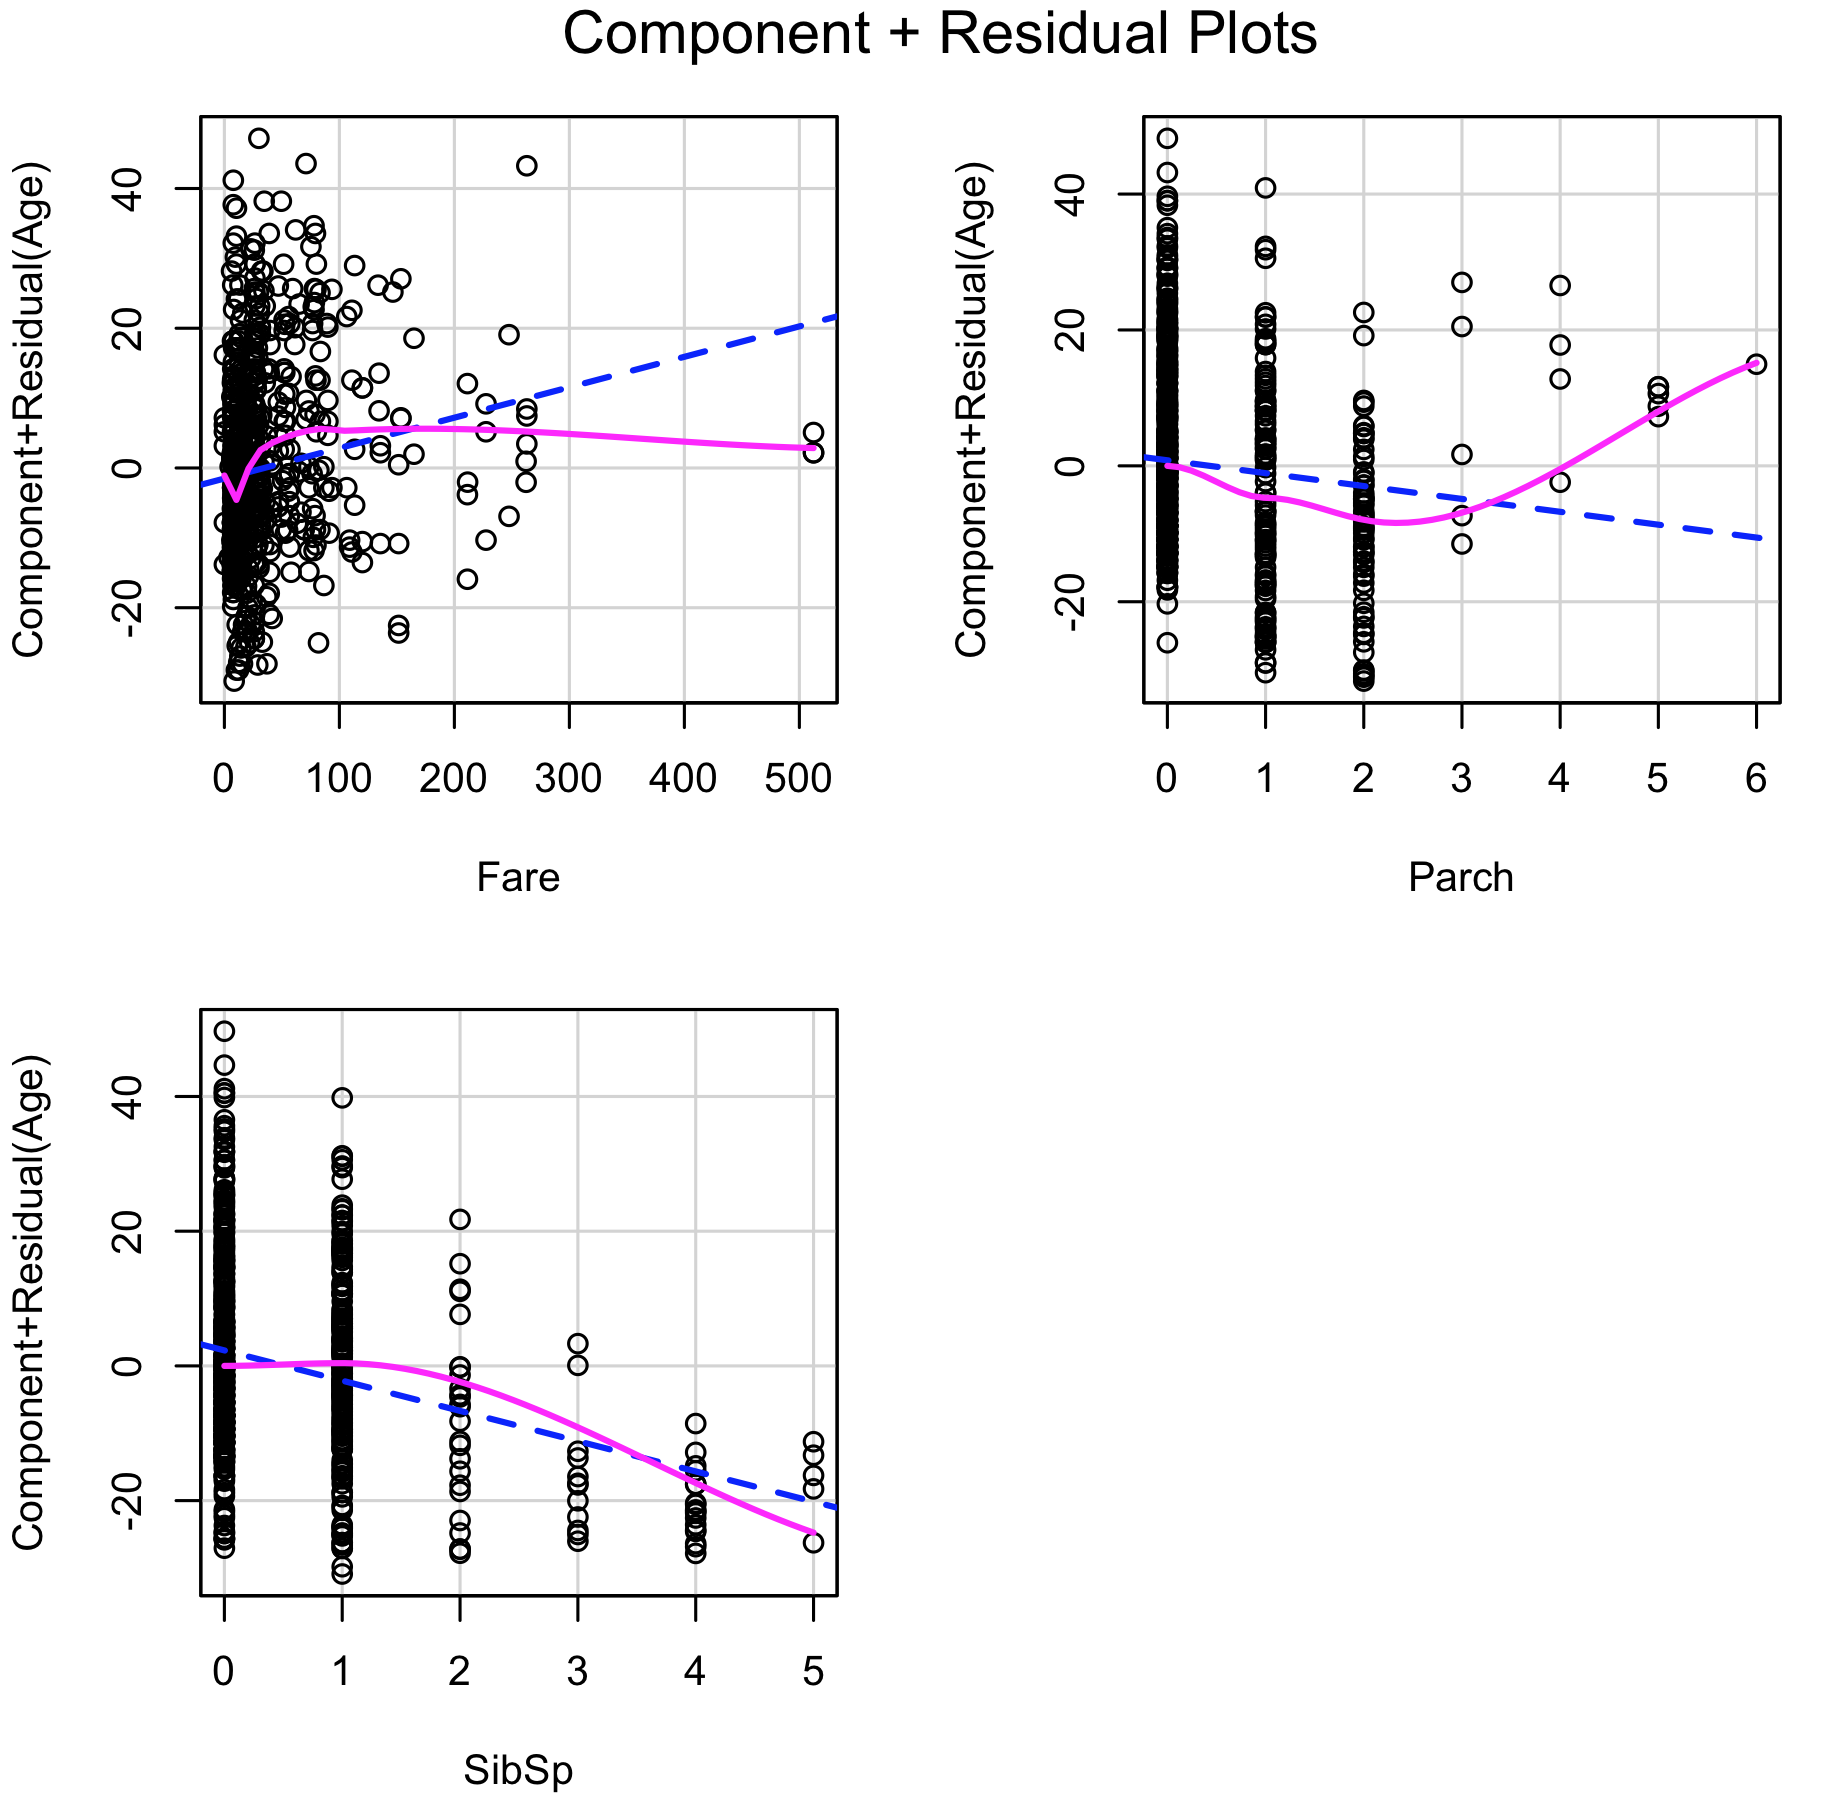 Component + Residual Plots
Component+Residual(Age)
40
20
0
-20
0 100 200 300 400 500
Fare
Component+Residual(Age)
40
20
0
-20
0 1 2 3 4 5 6
Parch
Component+Residual(Age)
40
20
0
-20
0 1 2 3 4 5
SibSp